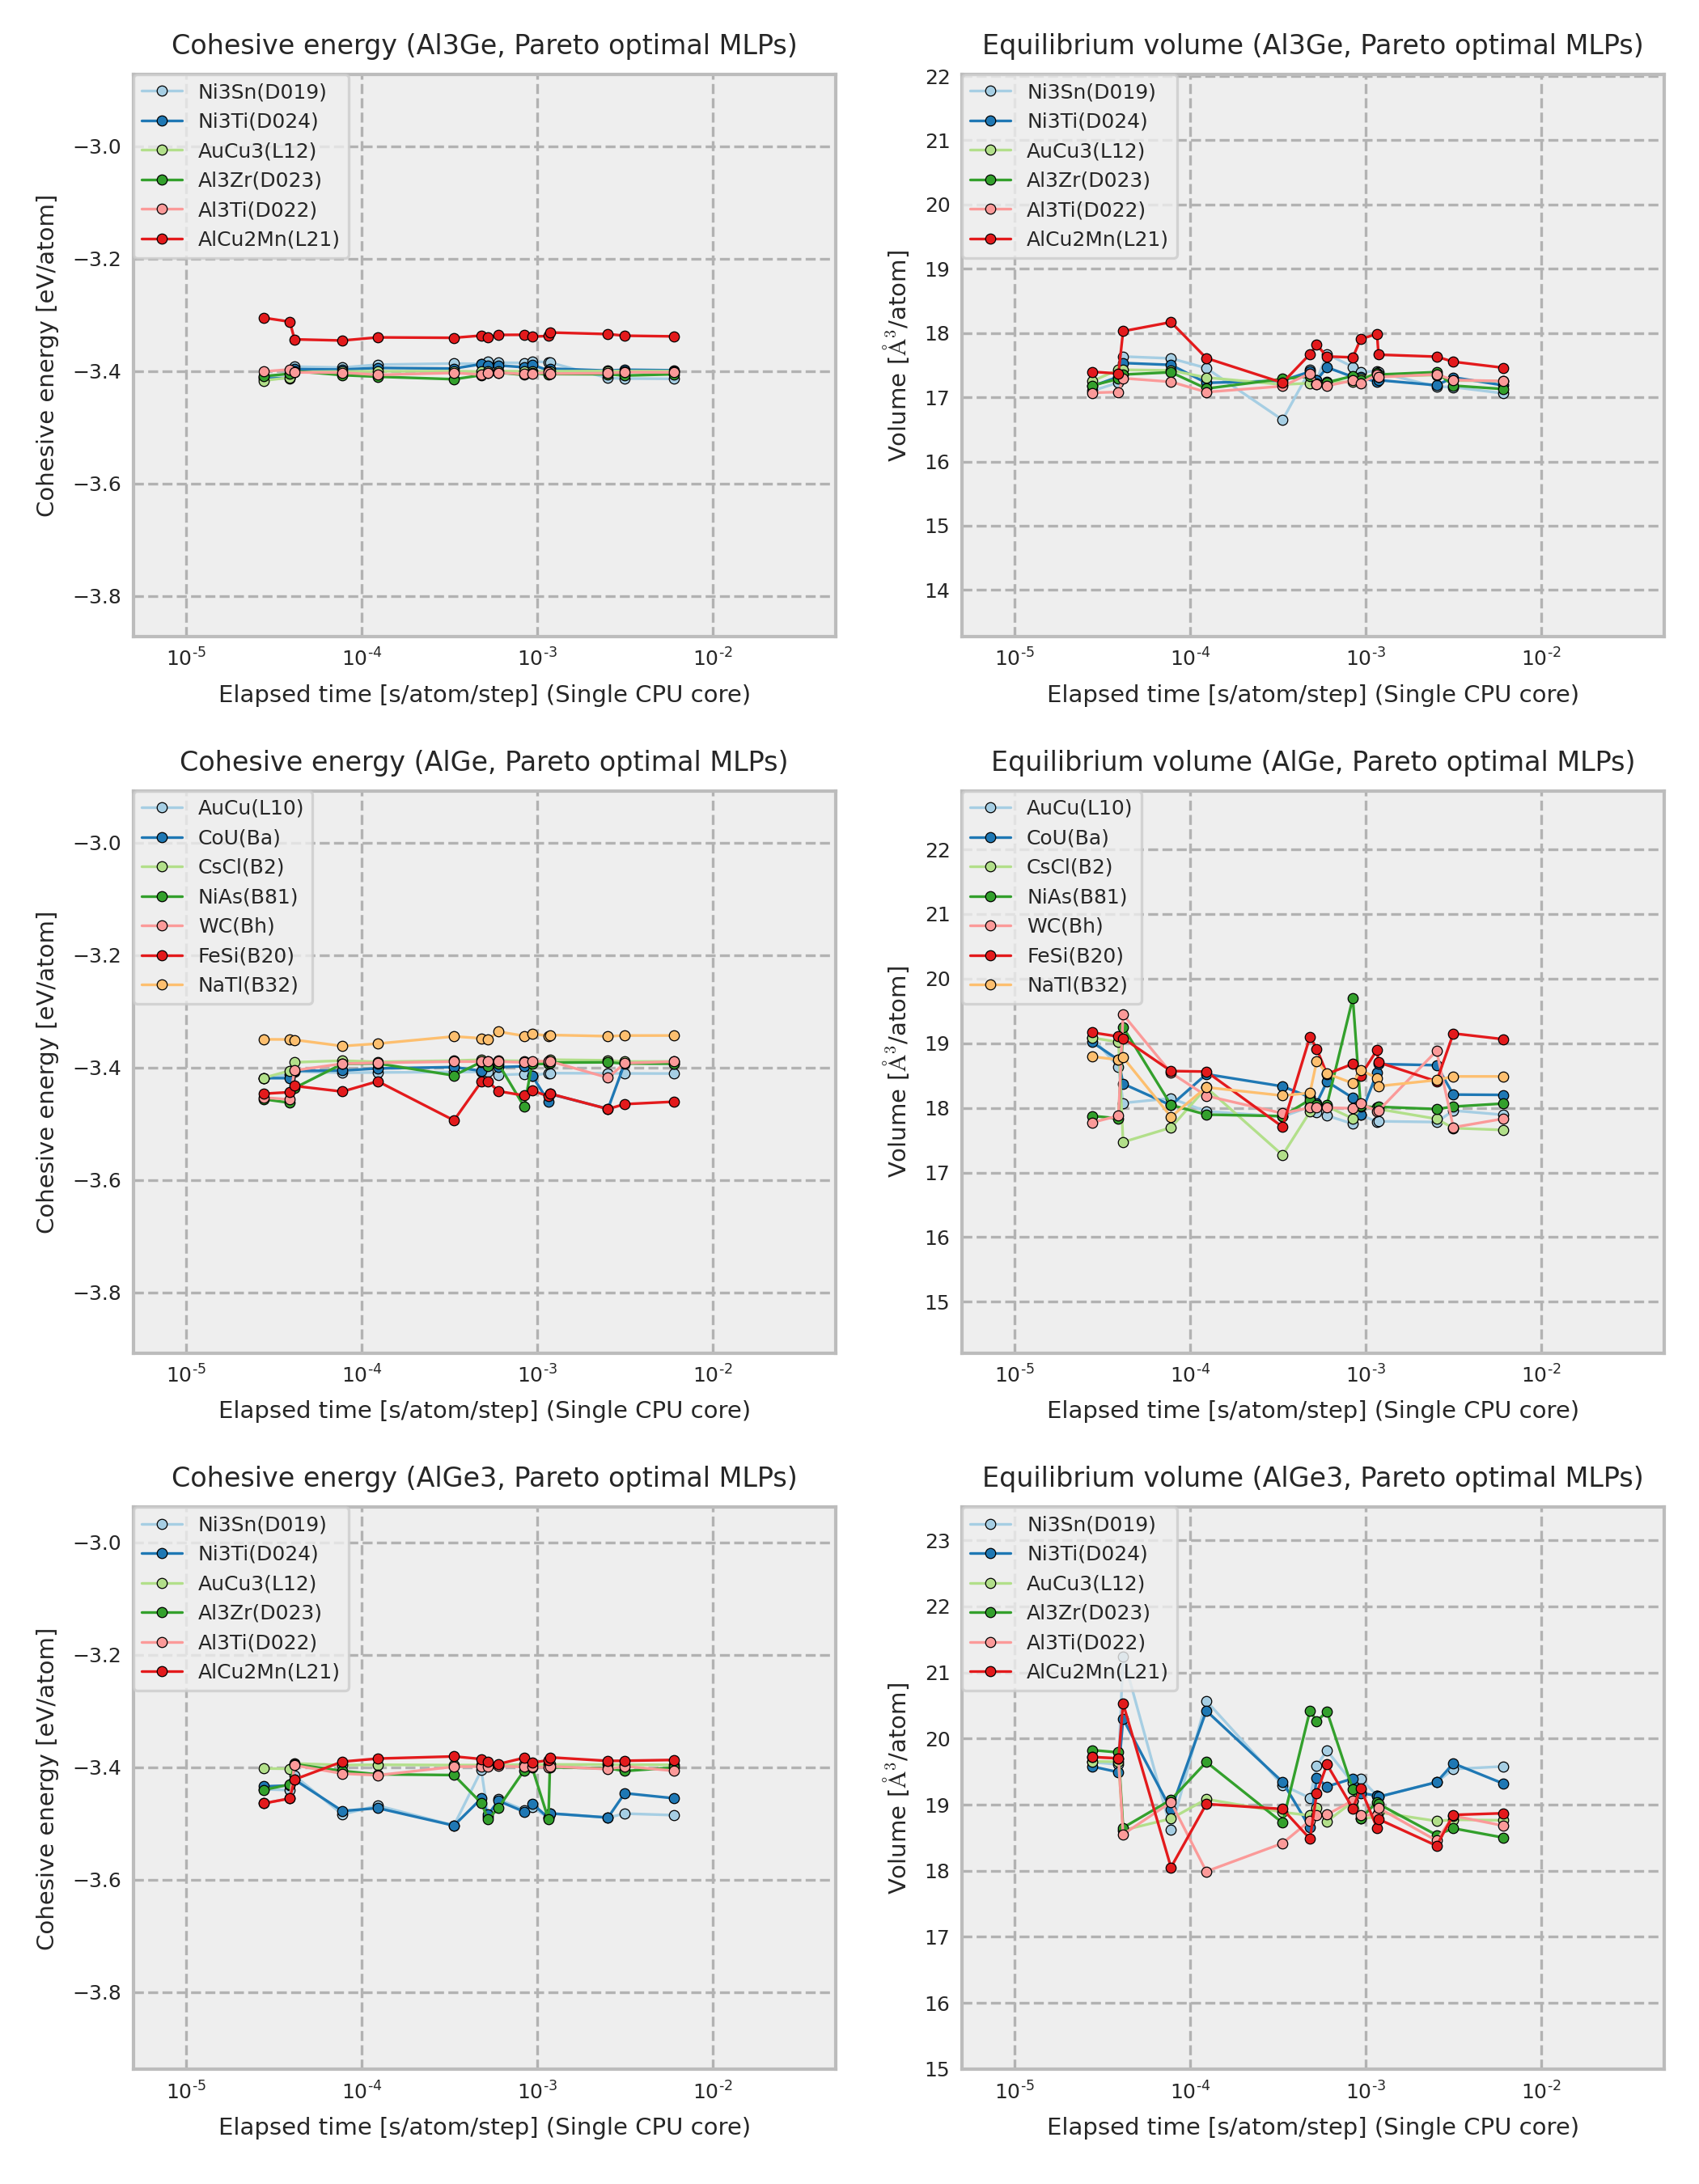 Cohesive energy (Al3Ge, Pareto optimal MLPs)
Ni3Sn(D019)
Ni3Ti(D024)
AuCu3(L12)
Al3Zr(D023)
Al3Ti(D022)
AlCu2Mn(L21)
Cohesive energy [eV/atom]
−3.0
−3.2
−3.4
−3.6
−3.8
10-5 10-4 10-3 10-2
Elapsed time [s/atom/step] (Single CPU core)
Equilibrium volume (Al3Ge, Pareto optimal MLPs)
Ni3Sn(D019)
Ni3Ti(D024)
AuCu3(L12)
Al3Zr(D023)
Al3Ti(D022)
AlCu2Mn(L21)
Volume [Å3/atom]
22
21
20
19
18
17
16
15
14
10-5 10-4 10-3 10-2
Elapsed time [s/atom/step] (Single CPU core)
Cohesive energy (AlGe, Pareto optimal MLPs)
AuCu(L10)
CoU(Ba)
CsCl(B2)
NiAs(B81)
WC(Bh)
FeSi(B20)
NaTl(B32)
Cohesive energy [eV/atom]
−3.0
−3.2
−3.4
−3.6
−3.8
10-5 10-4 10-3 10-2
Elapsed time [s/atom/step] (Single CPU core)
Equilibrium volume (AlGe, Pareto optimal MLPs)
AuCu(L10)
CoU(Ba)
CsCl(B2)
NiAs(B81)
WC(Bh)
FeSi(B20)
NaTl(B32)
Volume [Å3/atom]
22
21
20
19
18
17
16
15
10-5 10-4 10-3 10-2
Elapsed time [s/atom/step] (Single CPU core)
Cohesive energy (AlGe3, Pareto optimal MLPs)
Ni3Sn(D019)
Ni3Ti(D024)
AuCu3(L12)
Al3Zr(D023)
Al3Ti(D022)
AlCu2Mn(L21)
Cohesive energy [eV/atom]
−3.0
−3.2
−3.4
−3.6
−3.8
10-5 10-4 10-3 10-2
Elapsed time [s/atom/step] (Single CPU core)
Equilibrium volume (AlGe3, Pareto optimal MLPs)
Ni3Sn(D019)
Ni3Ti(D024)
AuCu3(L12)
Al3Zr(D023)
Al3Ti(D022)
AlCu2Mn(L21)
Volume [Å3/atom]
23
22
21
20
19
18
17
16
15
10-5 10-4 10-3 10-2
Elapsed time [s/atom/step] (Single CPU core)